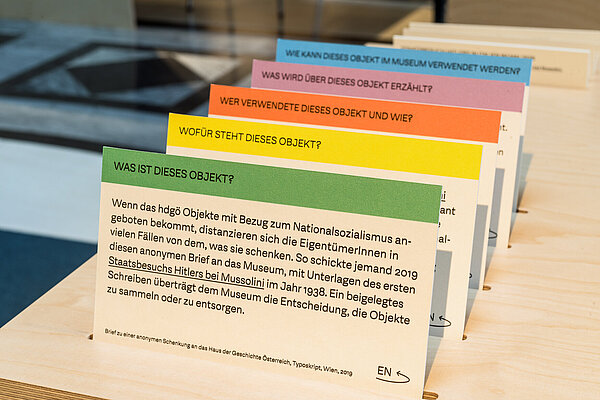 WIE KANN DIESES OBJEKT IM MUSEUM VERWENDET WERDEN?
WAS WIRD ÜBER DIESES OBJEKT ERZÄHLT?
WER VERWENDETE DIESES OBJEKT UND WIE?
WOFÜR STEHT DIESES OBJEKT?
WAS IST DIESES OBJEKT?
Wenn das hdgö Objekte mit Bezug zum Nationalsozialismus an-
geboten bekommt, distanzieren sich die EigentümerInnen in
vielen Fällen von dem, was sie schenken. So schickte jemand 2019
diesen anonymen Brief an das Museum, mit Unterlagen des ersten
Staatsbesuchs Hitlers bei Mussolini im Jahr 1938. Ein beigelegtes
Schreiben überträgt dem Museum die Entscheidung, die Objekte
zu sammeln oder zu entsorgen.
Brief zu einer anonymen Schenkung an das Haus der Geschichte Österreich, Typoskript, Wien, 2019
EN